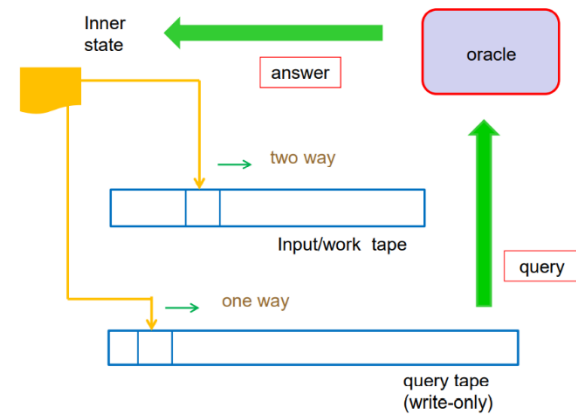 Inner
state
oracle
answer
two way
Input/work tape
query
one way
query tape
(write-only)